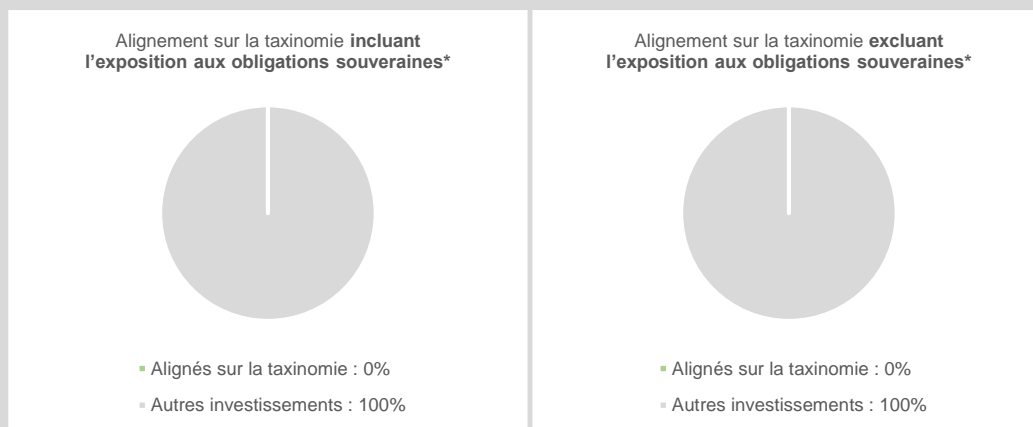 Alignement sur la taxinomie incluant
l'exposition aux obligations souveraines*
Alignés sur la taxinomie : 0%
Autres investissements : 100%
Alignement sur la taxinomie excluant
l'exposition aux obligations souveraines*
Alignés sur la taxinomie : 0%
Autres investissements : 100%